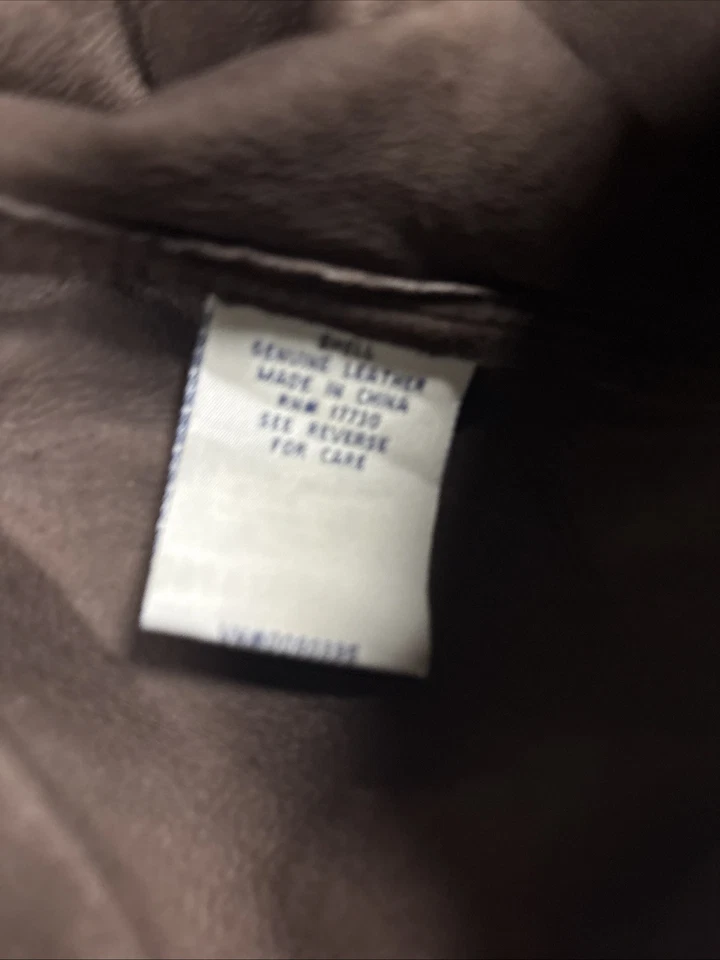 SHELL
GENUINE LEATHER
MADE IN CHINA
RN# 17730
SEE REVERSE
FOR CARE